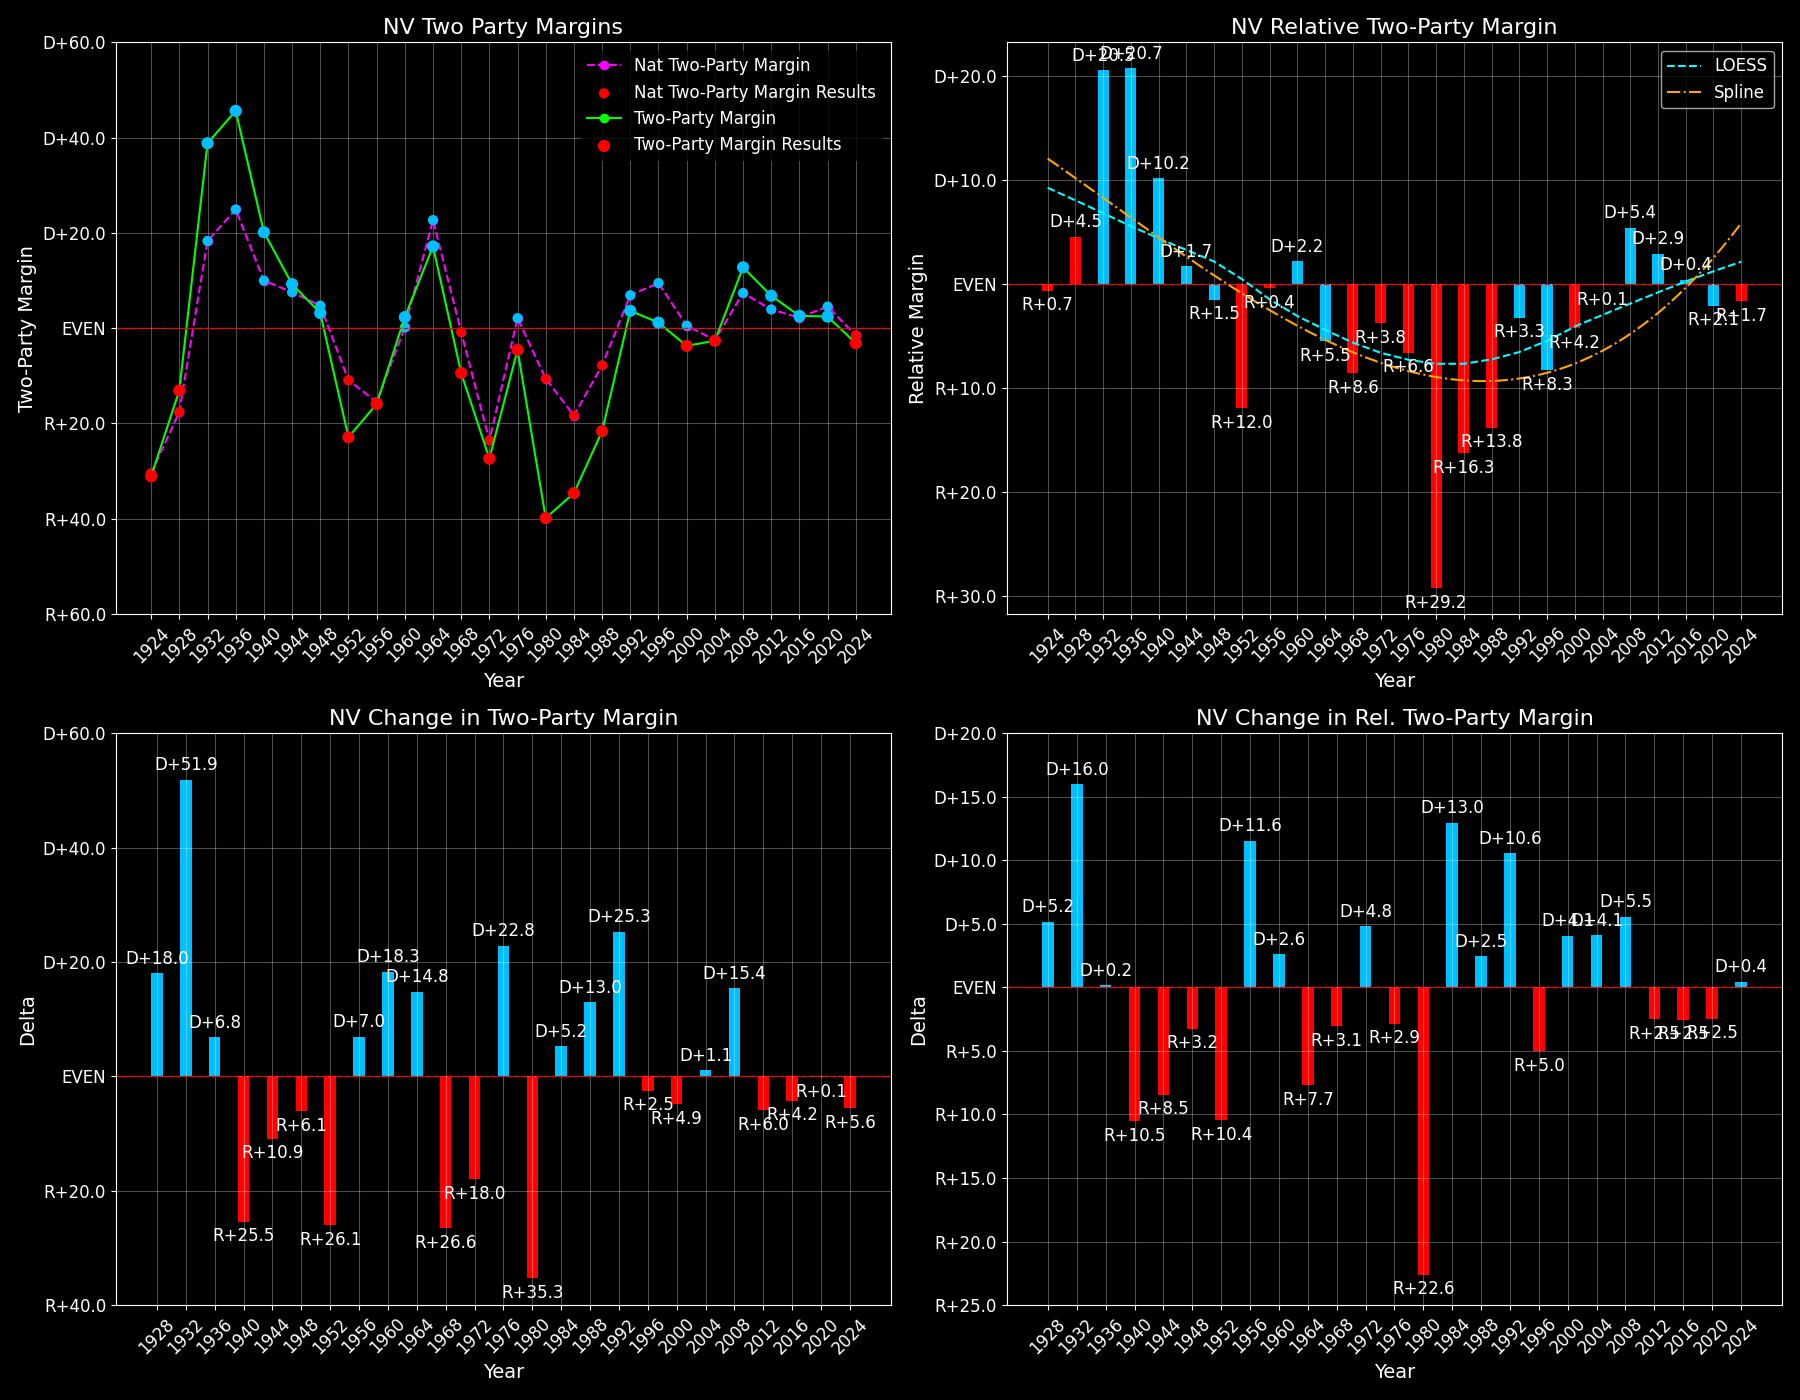 NV Two Party Margins
D+60.0
D+40.0
D+20.0
EVEN
R+20.0
R+40.0
R+60.0
Two-Party Margin
Nat Two-Party Margin
Nat Two-Party Margin Results
Two-Party Margin
Two-Party Margin Results
1924 1928 1932 1936 1940 1944 1948 1952 1956 1960 1964 1968 1972 1976 1980 1984 1988 1992 1996 2000 2004 2008 2012 2016 2020 2024
Year
NV Relative Two-Party Margin
D+20.0
D+10.0
EVEN
R+10.0
R+20.0
R+30.0
Relative Margin
LOESS
Spline
R+0.7
D+4.5
D+20.5
D+20.7
D+10.2
D+1.7
R+1.5
R+12.0
R+0.4
D+2.2
R+5.5
R+8.6
R+3.8
R+6.6
R+29.2
R+16.3
R+13.8
R+3.3
R+8.3
R+4.2
R+0.1
D+5.4
D+2.9
D+0.4
R+2.1
R+1.7
1924 1928 1932 1936 1940 1944 1948 1952 1956 1960 1964 1968 1972 1976 1980 1984 1988 1992 1996 2000 2004 2008 2012 2016 2020 2024
Year
NV Change in Two-Party Margin
D+60.0
D+40.0
D+20.0
EVEN
R+20.0
R+40.0
Delta
D+18.0
D+51.9
D+6.8
R+25.5
R+10.9
R+6.1
R+26.1
D+7.0
D+18.3
D+14.8
R+26.6
R+18.0
D+22.8
R+35.3
D+5.2
D+13.0
D+25.3
R+2.5
R+4.9
D+1.1
D+15.4
R+6.0
R+4.2
R+0.1
R+5.6
1928 1932 1936 1940 1944 1948 1952 1956 1960 1964 1968 1972 1976 1980 1984 1988 1992 1996 2000 2004 2008 2012 2016 2020 2024
Year
NV Change in Rel. Two-Party Margin
D+20.0
D+15.0
D+10.0
D+5.0
EVEN
R+5.0
R+10.0
R+15.0
R+20.0
R+25.0
Delta
D+5.2
D+16.0
D+0.2
R+10.5
R+8.5
R+3.2
R+10.4
D+11.6
D+2.6
R+7.7
R+3.1
D+4.8
R+2.9
R+22.6
D+13.0
D+2.5
D+10.6
R+5.0
D+4.1
D+4.1
D+5.5
R+2.5
R+2.5
R+2.5
D+0.4
1928 1932 1936 1940 1944 1948 1952 1956 1960 1964 1968 1972 1976 1980 1984 1988 1992 1996 2000 2004 2008 2012 2016 2020 2024
Year